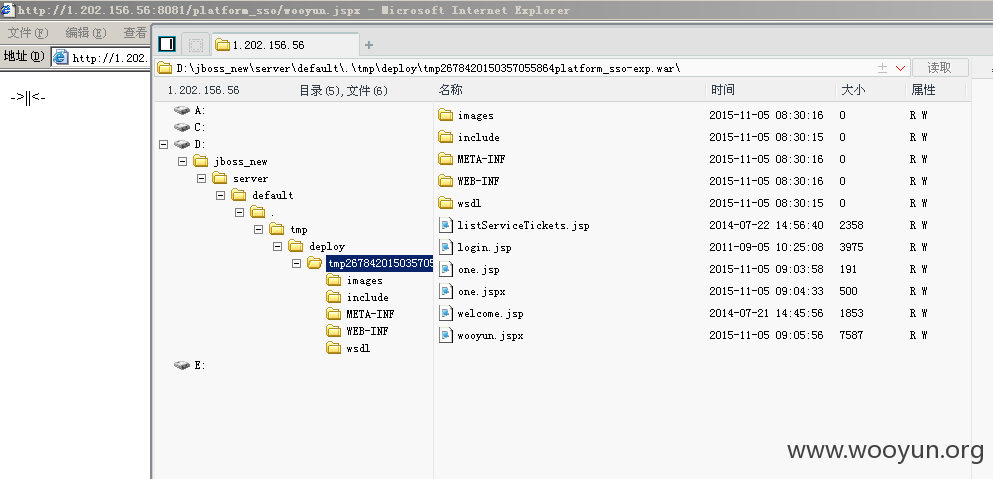 http://1.202.156.56:8081/platform_sso/wooyun.jspx - Microsoft Internet Explorer
文件(F) 编辑(E) 查看
地址(D) http://1.202.
->||<-
1.202.156.56
D:\jboss_new\server\default\.\tmp\deploy\tmp2678420150357055864platform_sso-exp.war\ 读取
1.202.156.56 目录(5),文件(6)
A:
C:
D:
jboss_new
server
default
.
tmp
deploy
tmp267842015035705
images
include
META-INF
WEB-INF
wsdl
E:
名称 时间 大小 属性
images 2015-11-05 08:30:16 0 R W
include 2015-11-05 08:30:15 0 R W
META-INF 2015-11-05 08:30:16 0 R W
WEB-INF 2015-11-05 08:30:16 0 R W
wsdl 2015-11-05 08:30:15 0 R W
listServiceTickets.jsp 2014-07-22 14:56:40 2358 R W
login.jsp 2011-09-05 10:25:08 3975 R W
one.jsp 2015-11-05 09:03:58 191 R W
one.jspx 2015-11-05 09:04:33 500 R W
welcome.jsp 2014-07-21 14:45:56 1853 R W
wooyun.jspx 2015-11-05 09:05:56 7587 R W
www.wooyun.org